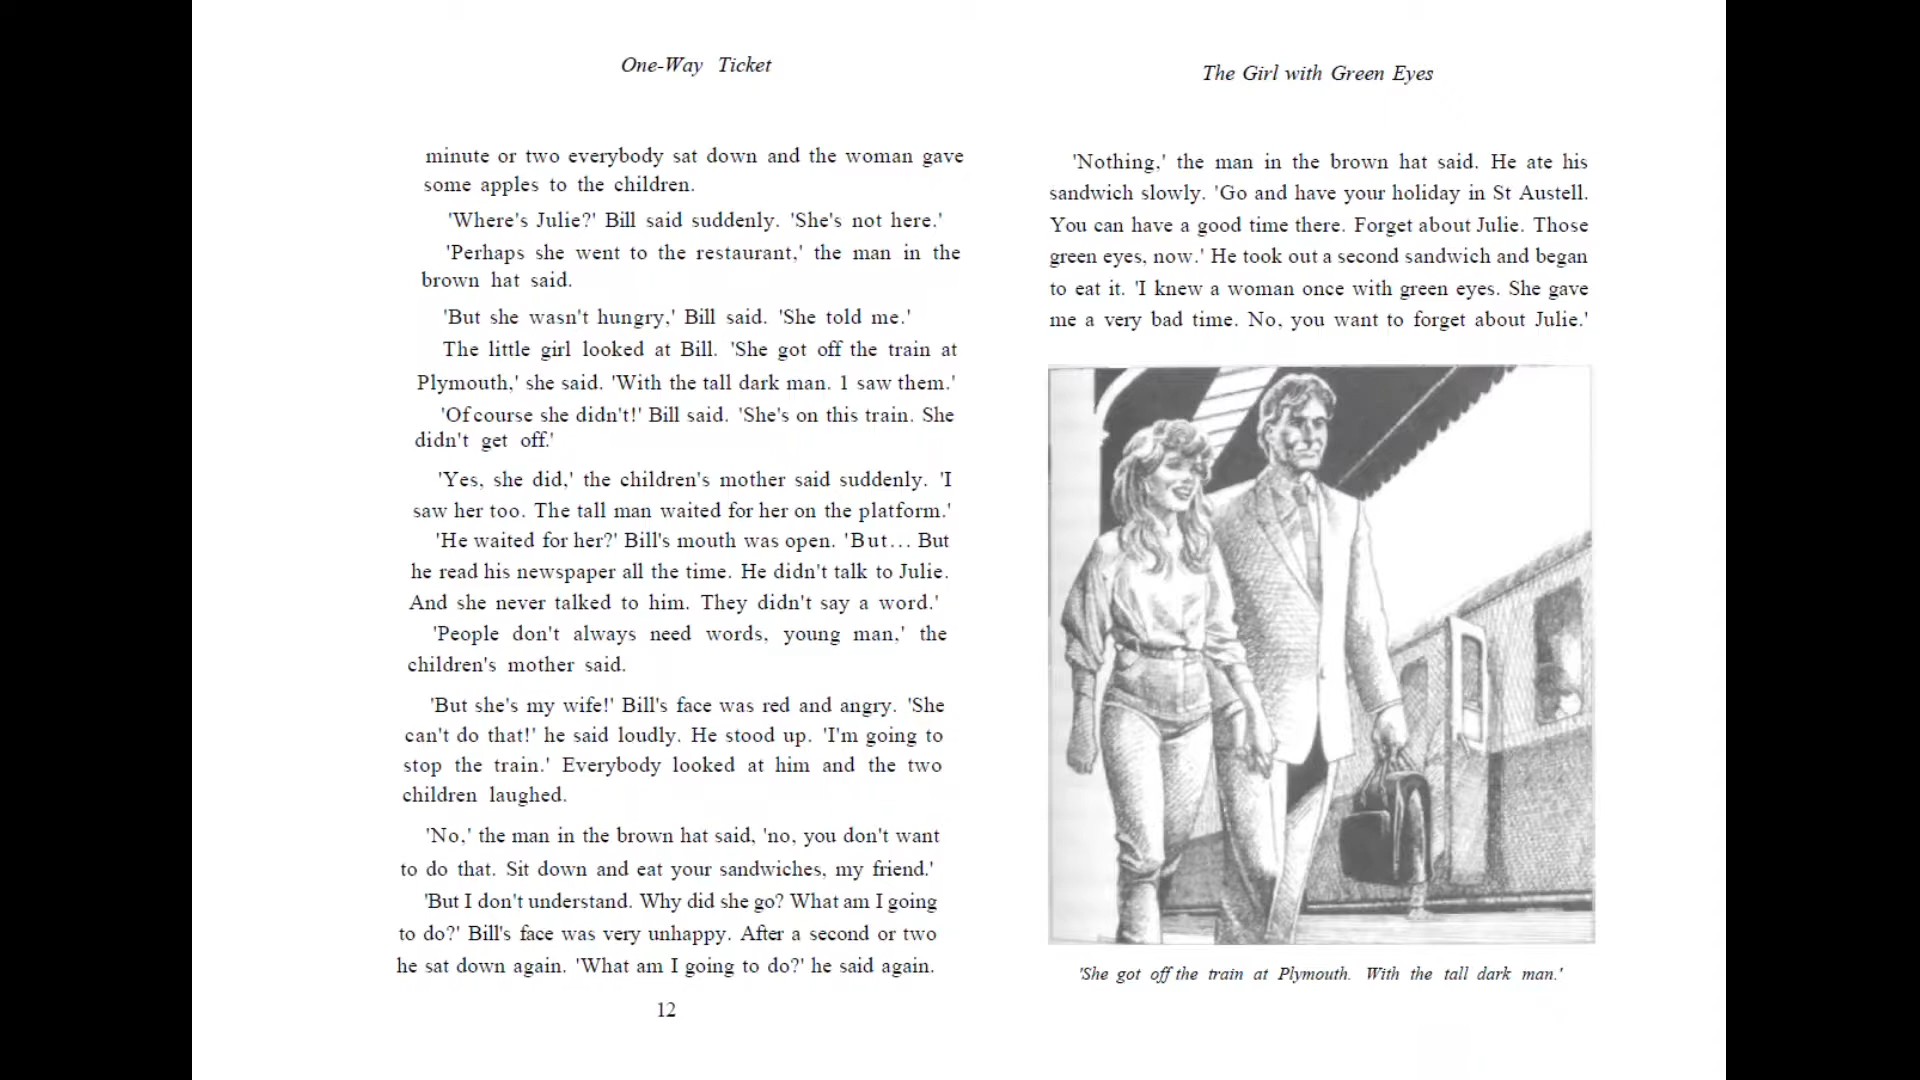 One-Way Ticket
minute or two everybody sat down and the woman gave
some apples to the children.
'Where's Julie?' Bill said suddenly. 'She's not here.'
'Perhaps she went to the restaurant,' the man in the
brown hat said.
'But she wasn't hungry,' Bill said. 'She told me.'
The little girl looked at Bill. 'She got off the train at
Plymouth,' she said. 'With the tall dark man. 1 saw them.'
'Of course she didn't!' Bill said. 'She's on this train. She
didn't get off.'
'Yes, she did,' the children's mother said suddenly. 'I
saw her too. The tall man waited for her on the platform.'
'He waited for her?' Bill's mouth was open. 'But... But
he read his newspaper all the time. He didn't talk to Julie.
And she never talked to him. They didn't say a word.'
'People don't always need words, young man,' the
children's mother said.
'But she's my wife!' Bill's face was red and angry. 'She
can't do that!' he said loudly. He stood up. 'I'm going to
stop the train.' Everybody looked at him and the two
children laughed.
'No,' the man in the brown hat said, 'no, you don't want
to do that. Sit down and eat your sandwiches, my friend.'
'But I don't understand. Why did she go? What am I going
to do?' Bill's face was very unhappy. After a second or two
he sat down again. 'What am I going to do?' he said again.
12
The Girl with Green Eyes
'Nothing,' the man in the brown hat said. He ate his
sandwich slowly. 'Go and have your holiday in St Austell.
You can have a good time there. Forget about Julie. Those
green eyes, now.' He took out a second sandwich and began
to eat it. 'I knew a woman once with green eyes. She gave
me a very bad time. No, you want to forget about Julie.'
'She got off the train at Plymouth. With the tall dark man.'